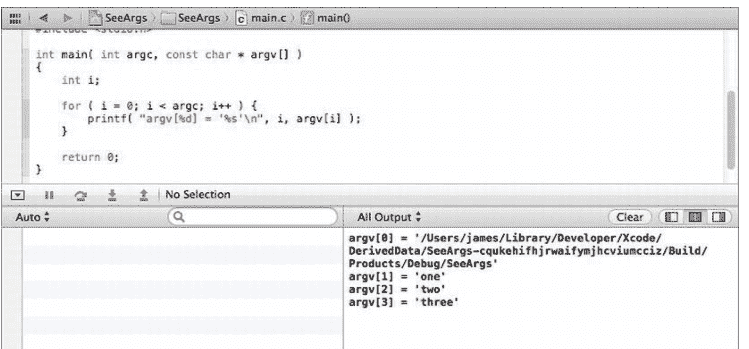 SeeArgs SeeArgs main.c main()
#include <stdio.h>
int main( int argc, const char * argv[] )
{
int i;
for ( i = 0; i < argc; i++ ) {
printf( "argv[%d] = '%s'\n", i, argv[i] );
}
return 0;
}
No Selection
Auto
All Output
Clear
argv[0] = '/Users/james/Library/Developer/Xcode/
DerivedData/SeeArgs-cqukehifhjrwaifymjhcviumcciz/Build/
Products/Debug/SeeArgs'
argv[1] = 'one'
argv[2] = 'two'
argv[3] = 'three'